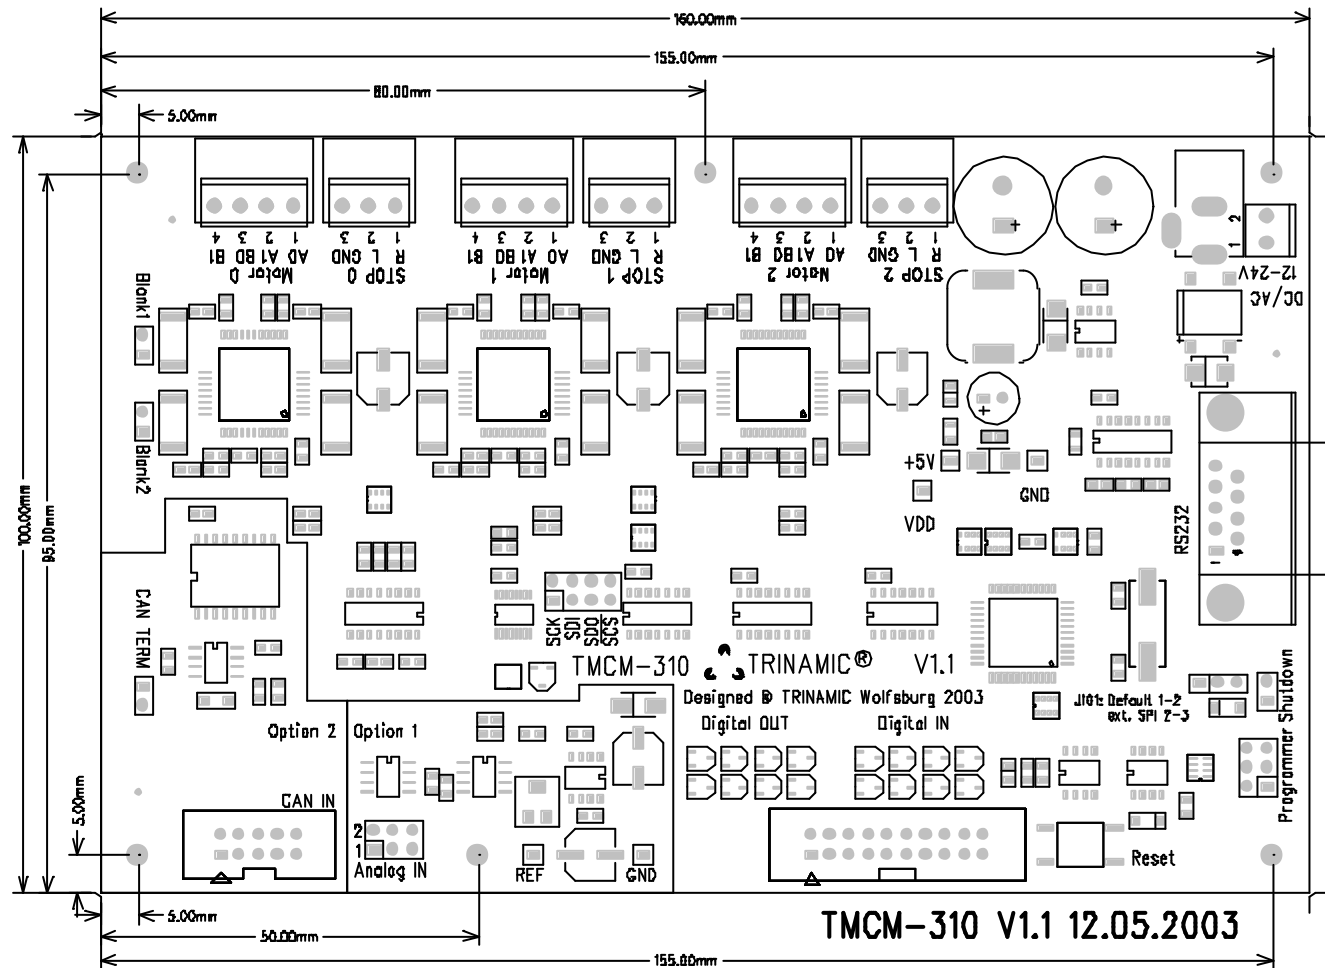 160.00mm
155.00mm
80.00mm
5.00mm
4 3 2 1
B1 B0 A1 A0
Motor 0
3 2 1
GND L R
STOP 0
4 3 2 1
B1 B0 A1 A0
Motor 1
3 2 1
GND L R
STOP 1
4 3 2 1
B1 B0 A1 A0
Motor 2
3 2 1
GND L R
STOP 2
+
+
2
1
12-24V
DC/AC
Blank1
Blank2
100.00mm
95.00mm
+
+5V
GND
VDD
RS232
1
CAN TERM
SCK
SDI
SDO
SCS
TMCM-310
TRINAMIC® V1.1
Designed @ TRINAMIC Wolfsburg 2003
Digital OUT
Digital IN
Default 1-2
ext. SPI 2-3
Shutdown
Programmer
Option 2
Option 1
CAN IN
2
1
Analog IN
REF
GND
Reset
5.00mm
5.00mm
50.00mm
155.00mm
TMCM-310 V1.1 12.05.2003